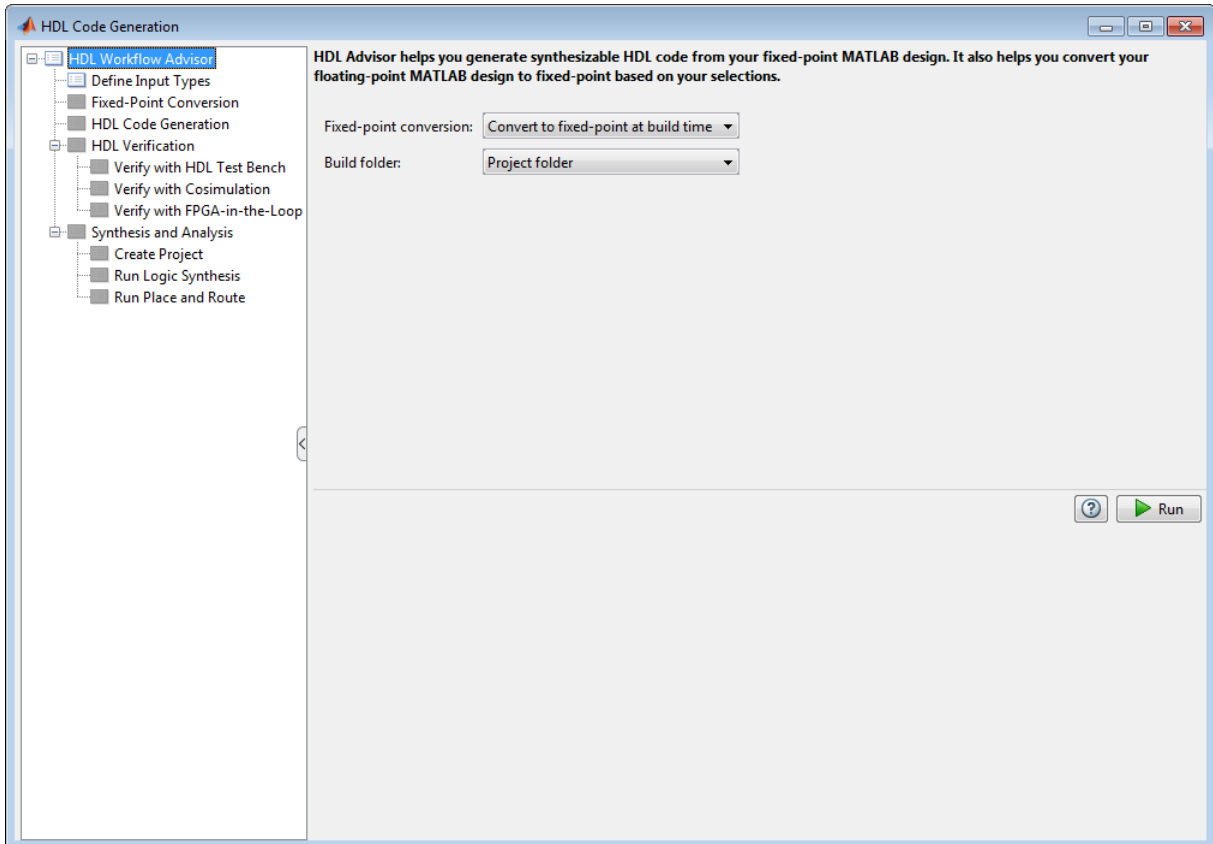 HDL Code Generation
HDL Workflow Advisor
Define Input Types
Fixed-Point Conversion
HDL Code Generation
HDL Verification
Verify with HDL Test Bench
Verify with Cosimulation
Verify with FPGA-in-the-Loop
Synthesis and Analysis
Create Project
Run Logic Synthesis
Run Place and Route
HDL Advisor helps you generate synthesizable HDL code from your fixed-point MATLAB design. It also helps you convert your
floating-point MATLAB design to fixed-point based on your selections.
Fixed-point conversion: Convert to fixed-point at build time
Build folder: Project folder
Run